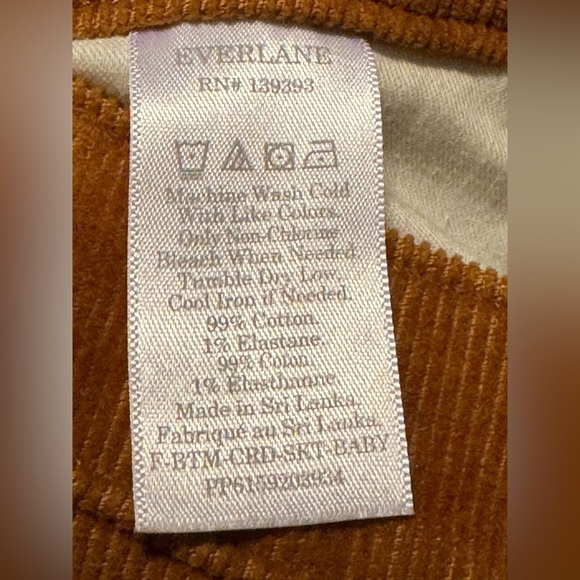 EVERLANE
RN# 139393
Machine Wash Cold
With Like Colors.
Only Non-Chlorine
Bleach When Needed.
Tumble Dry Low.
Cool Iron if Needed.
99% Cotton.
1% Elastane.
99% Coton.
1% Elasthanne
Made in Sri Lanka.
Fabriqué au Sri Lanka.
F-BTM-CRD-SKT-BABY
PP6159203934